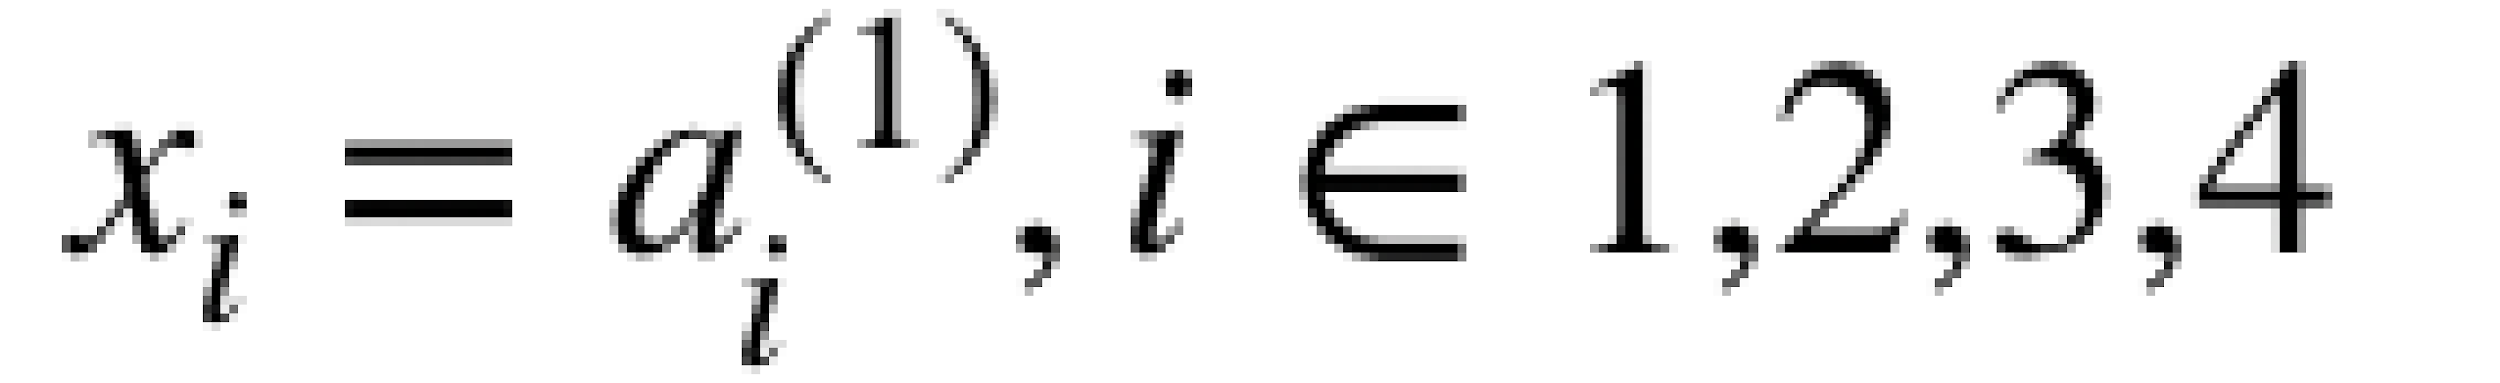 x_i = a_i^{(1)}, i ∈ 1,2,3,4